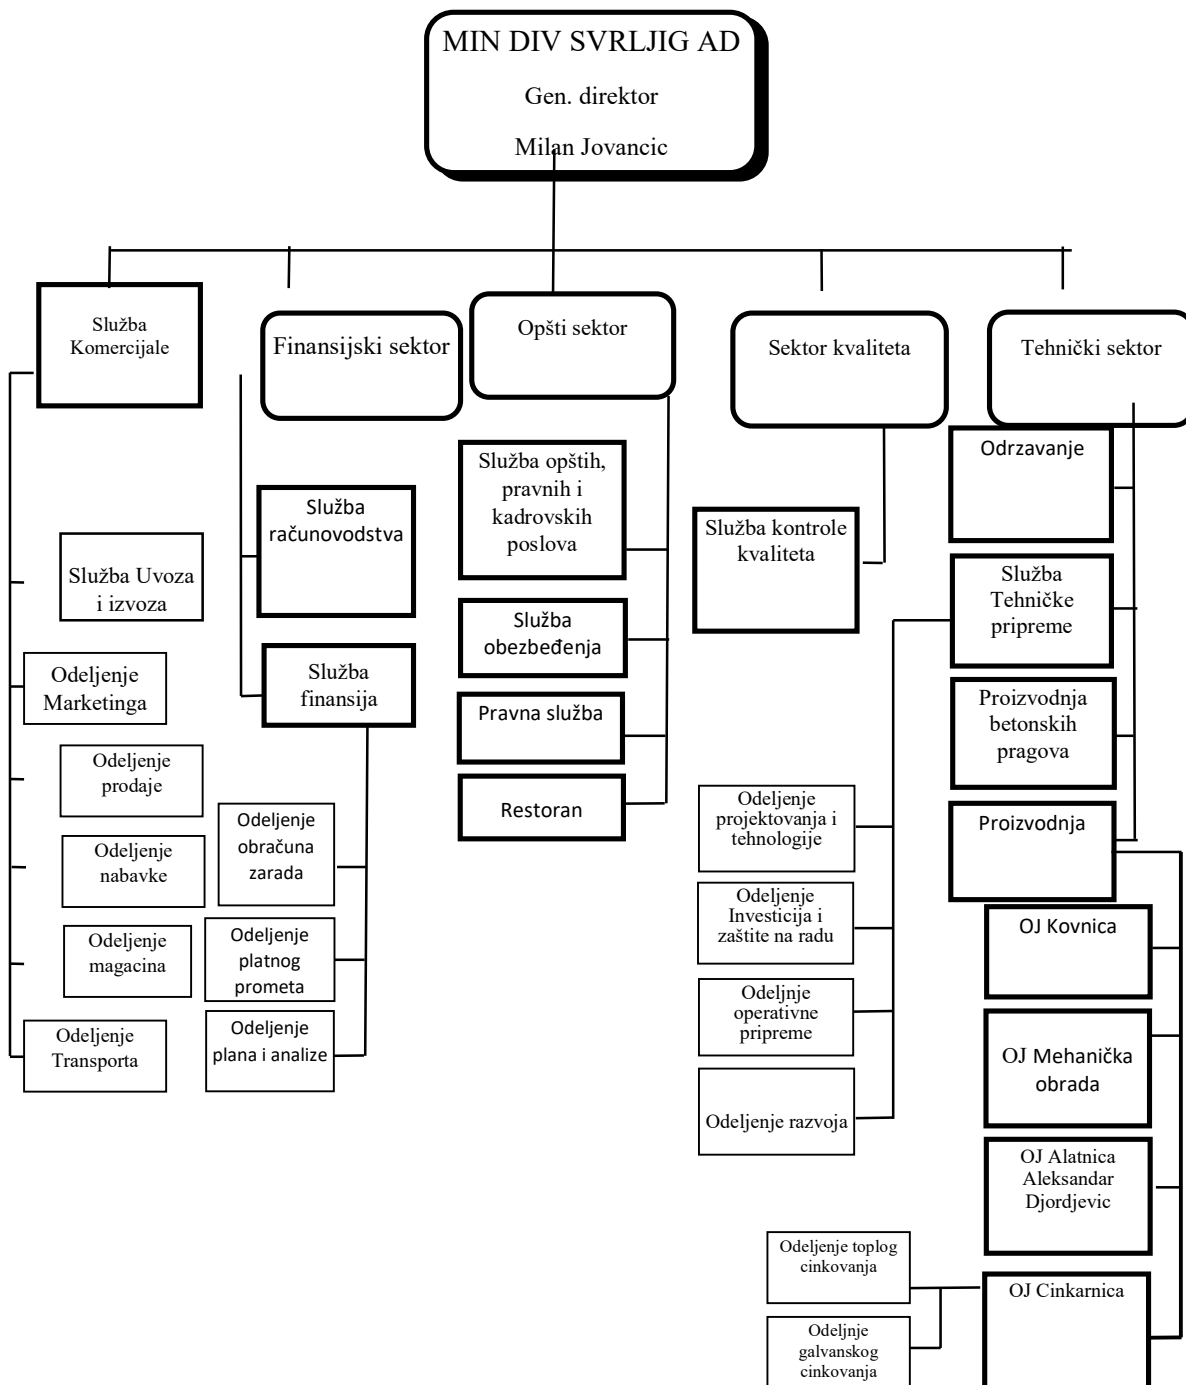 MIN DIV SVRLJIG AD
Gen. direktor
Milan Jovancic
Služba
Komercijale
Finansijski sektor
Opšti sektor
Sektor kvaliteta
Tehnički sektor
Služba Uvoza
i izvoza
Odeljenje
Marketinga
Odeljenje
prodaje
Odeljenje
nabavke
Odeljenje
magacina
Odeljenje
Transporta
Služba
računovodstva
Služba
finansija
Odeljenje
obračuna
zarada
Odeljenje
platnog
prometa
Odeljenje
plana i analize
Služba opštih,
pravnih i
kadrovskih
poslova
Služba
obezbeđenja
Pravna služba
Restoran
Služba kontrole
kvaliteta
Odrzavanje
Služba
Tehničke
pripreme
Proizvodnja
betonskih
pragova
Proizvodnja
Odeljenje
projektovanja i
tehnologije
Odeljenje
Investicija i
zaštite na radu
Odeljnje
operativne
pripreme
Odeljenje razvoja
OJ Kovnica
OJ Mehanička
obrada
OJ Alatnica
Aleksandar
Djordjevic
OJ Cinkarnica
Odeljenje toplog
cinkovanja
Odeljnje
galvanskog
cinkovanja